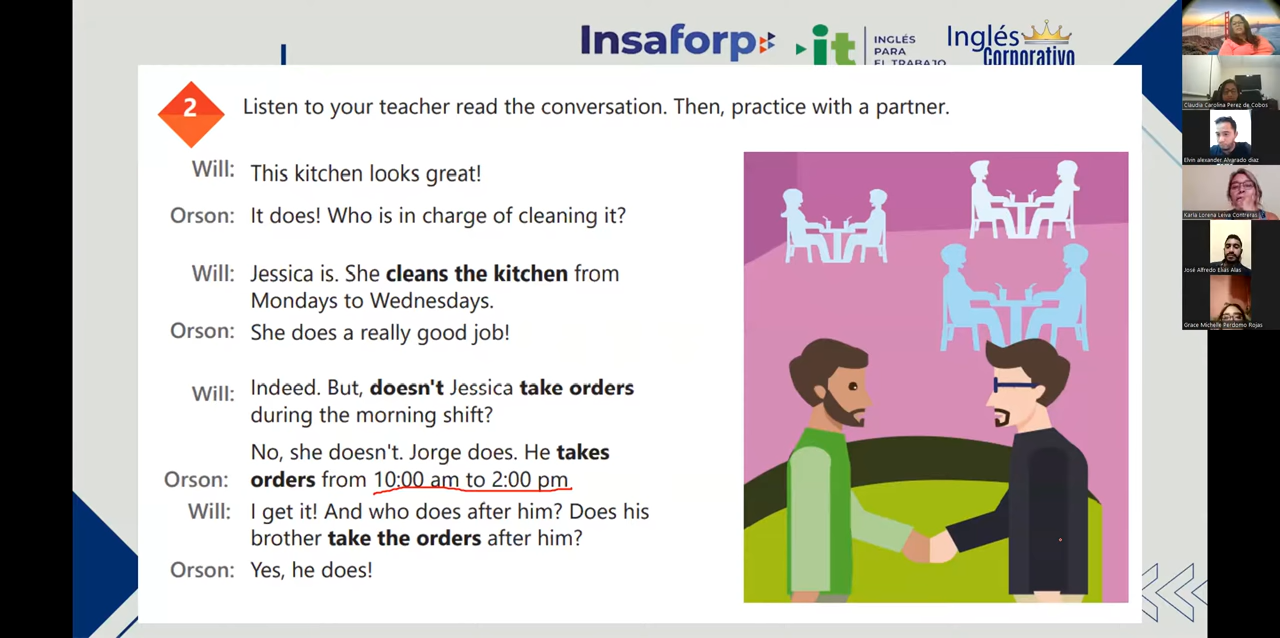 Insaforp
it
INGLÉS
PARA
EL TRABAJO
Inglés
Corporativo
2
Listen to your teacher read the conversation. Then, practice with a partner.
Will: This kitchen looks great!
Orson: It does! Who is in charge of cleaning it?
Will: Jessica is. She cleans the kitchen from
Mondays to Wednesdays.
Orson: She does a really good job!
Will: Indeed. But, doesn't Jessica take orders
during the morning shift?
No, she doesn't. Jorge does. He takes
Orson: orders from 10:00 am to 2:00 pm
Will: I get it! And who does after him? Does his
brother take the orders after him?
Orson: Yes, he does!
Claudia Carolina Perez de Cobos
Elvin alexander Alvarado diaz
Karla Lorena Leiva Contreras
José Alfredo Elias Alas
Grace Michelle Perdomo Rojas